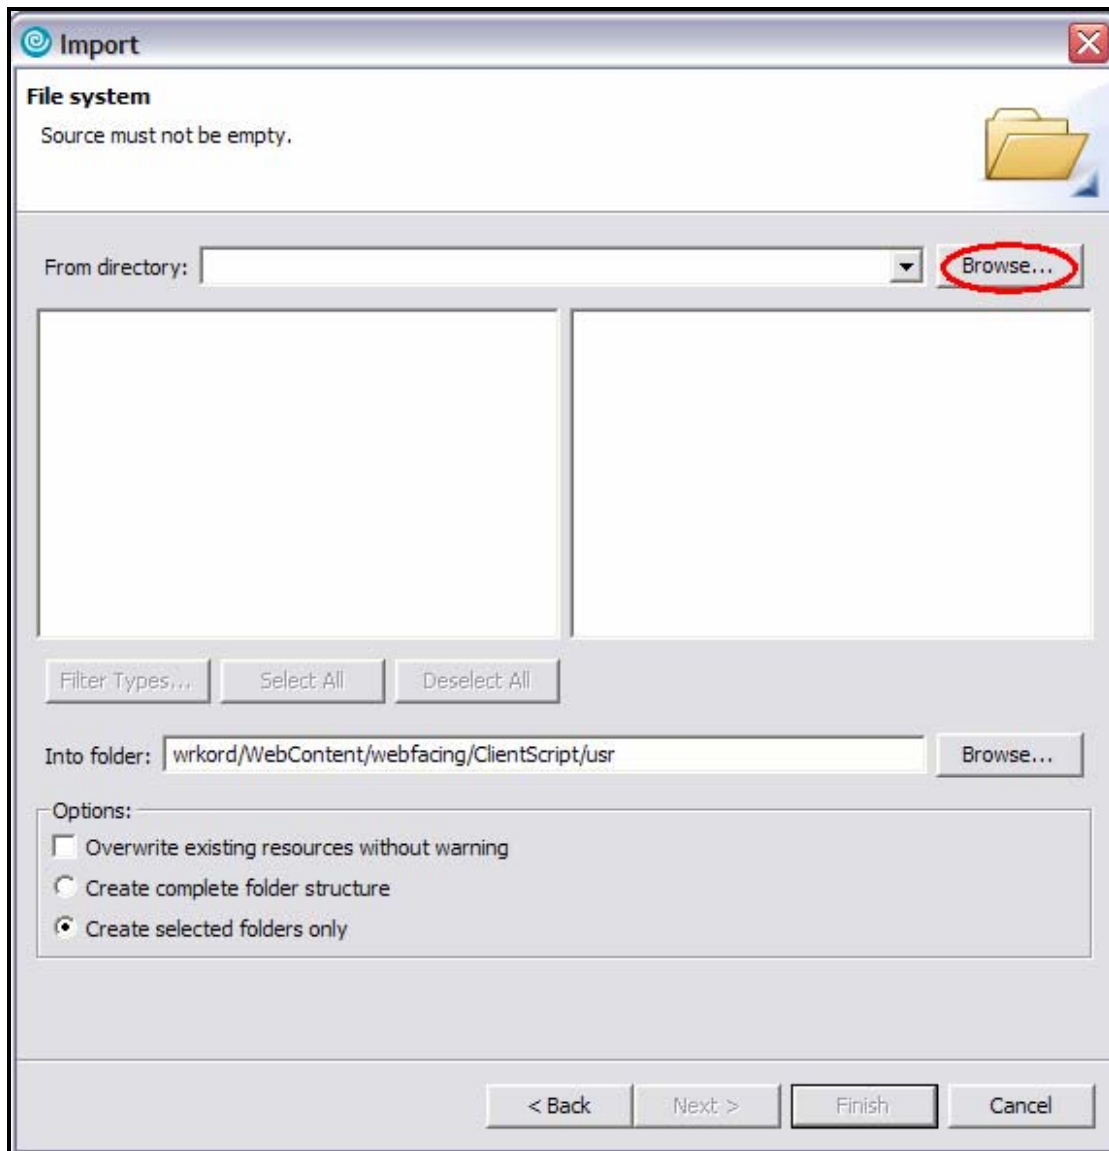 Import
File system
Source must not be empty.
From directory:
Browse...
Filter Types...
Select All
Deselect All
Into folder: wrkord/WebContent/webfacing/ClientScript/usr
Browse...
Options:
Overwrite existing resources without warning
Create complete folder structure
Create selected folders only
< Back
Next >
Finish
Cancel